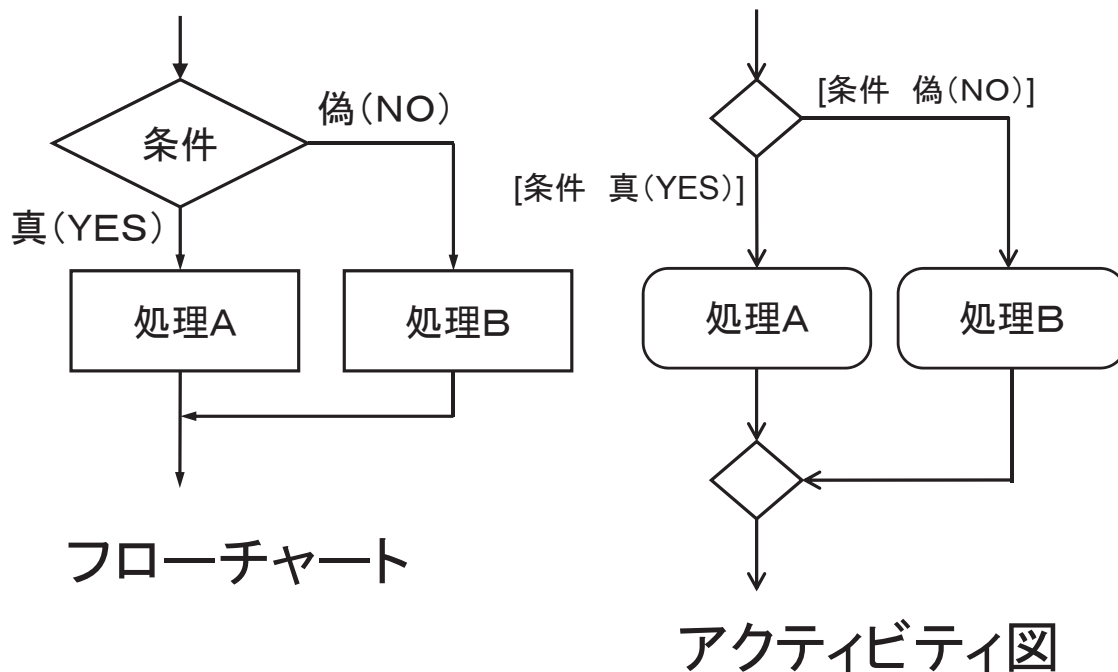 条件
偽(NO)
真(YES)
処理A
処理B
フローチャート
[条件　偽(NO)]
[条件　真(YES)]
処理A
処理B
アクティビティ図